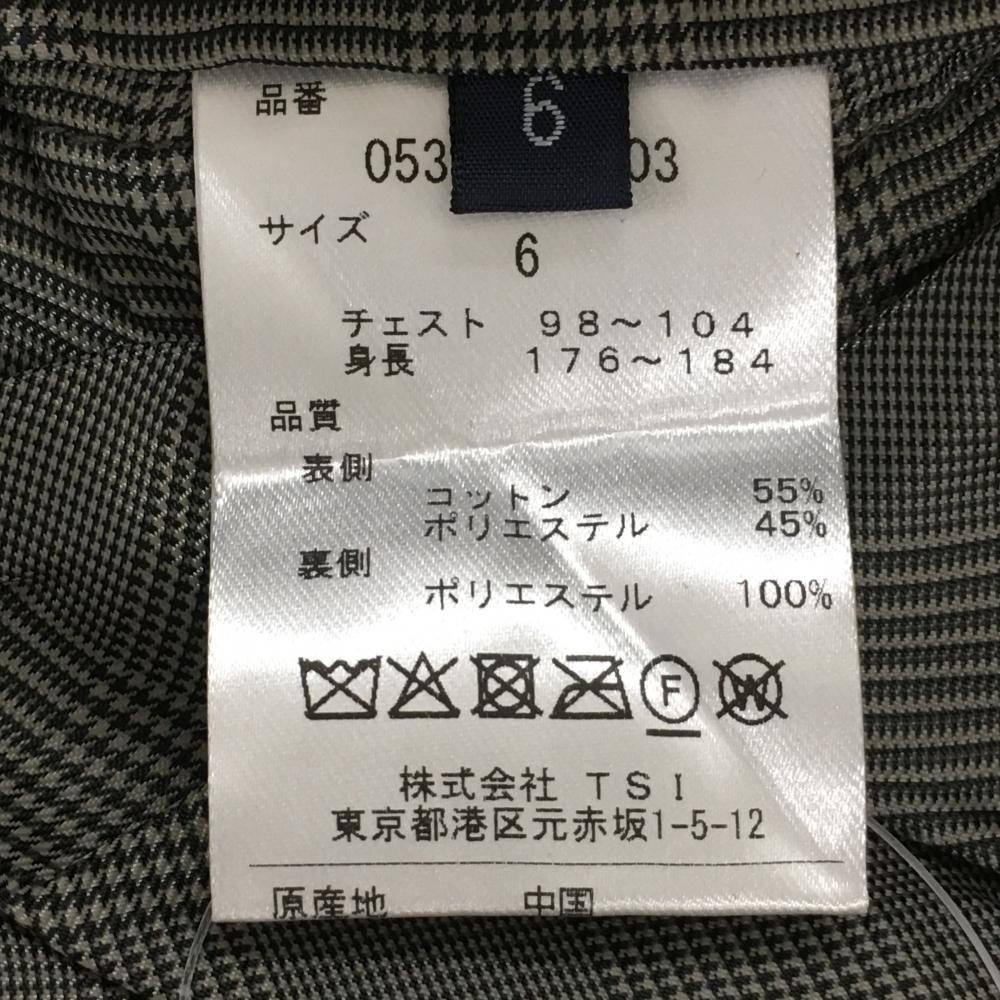 品番
6
053 03
サイズ
6
チェスト 98～104
身長 176～184
品質
表側
コットン 55%
ポリエステル 45%
裏側
ポリエステル 100%
F W
株式会社 TSI
東京都港区元赤坂1-5-12
原産地 中国